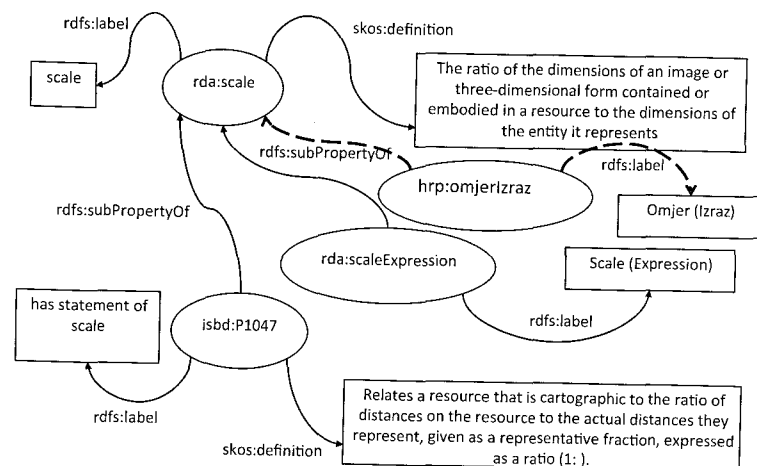 rdfs:label
skos:definition
scale
rda:scale
The ratio of the dimensions of an image or
three-dimensional form contained or
embodied in a resource to the dimensions of
the entity it represents
rdfs:subPropertyOf
rdfs:label
hrp:omjerIzraz
Omjer (Izraz)
rdfs:subPropertyOf
rda:scaleExpression
Scale (Expression)
has statement of
scale
isbd:P1047
rdfs:label
rdfs:label
Relates a resource that is cartographic to the ratio of
distances on the resource to the actual distances they
represent, given as a representative fraction, expressed
as a ratio (1: ).
skos:definition